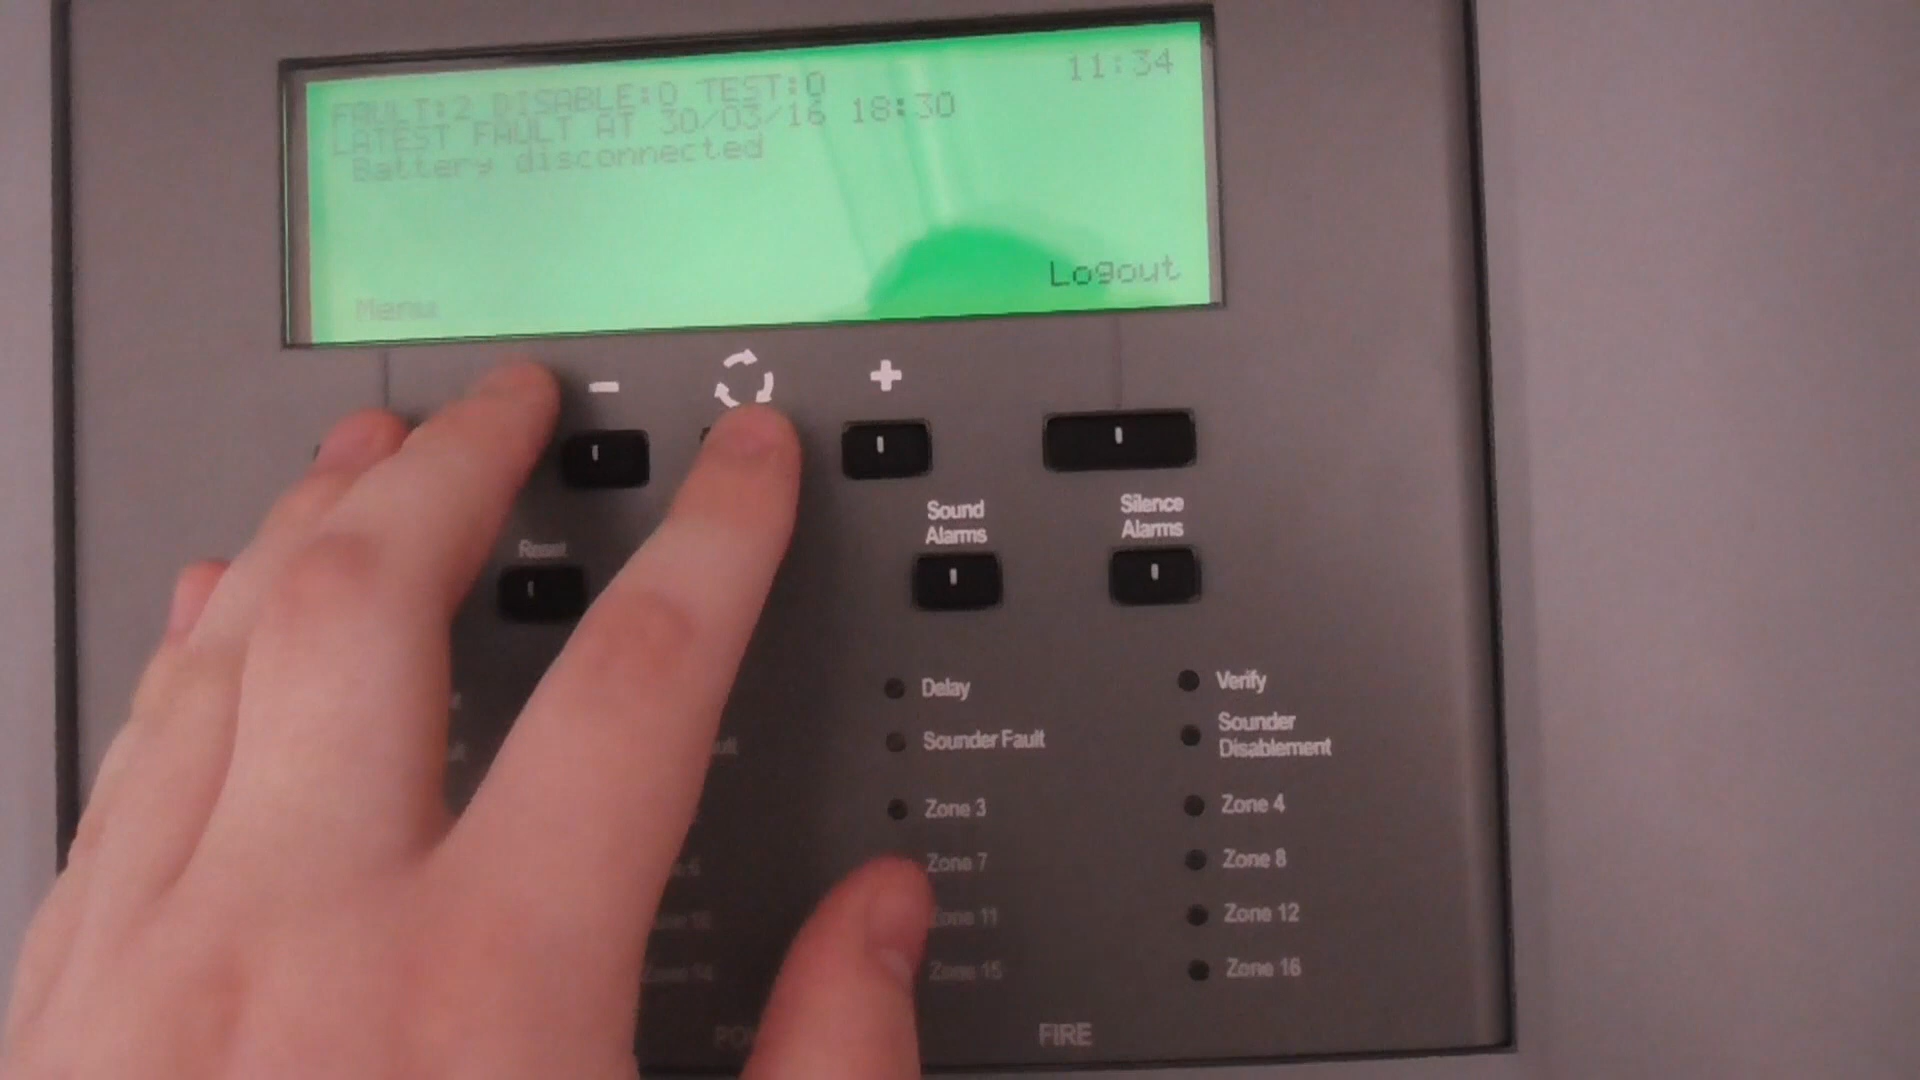 11:34
FAULT:2 DISABLE:0 TEST:0
LATEST FAULT AT 30/03/16 18:30
Battery disconnected
Menu
Logout
- +
Sound
Alarms
Silence
Alarms
Reset
Delay
Verify
Sounder Fault
Sounder
Disablement
Zone 3
Zone 4
Zone 7
Zone 8
Zone 11
Zone 12
Zone 15
Zone 16
FIRE